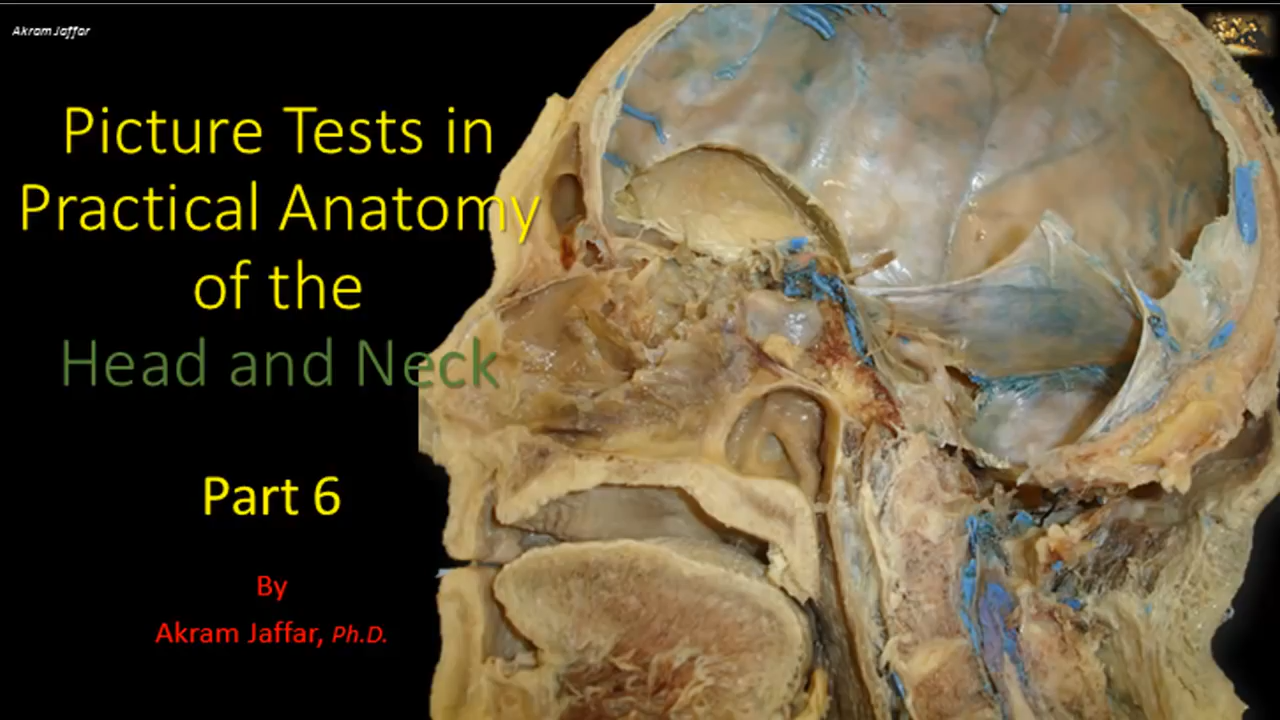 Akram Jaffar
Picture Tests in
Practical Anatomy
of the
Head and Neck
Part 6
By
Akram Jaffar, Ph.D.